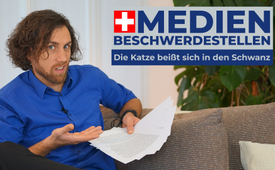 MEDIEN
BESCHWERDESTELLEN
Die Katze beißt sich in den Schwanz